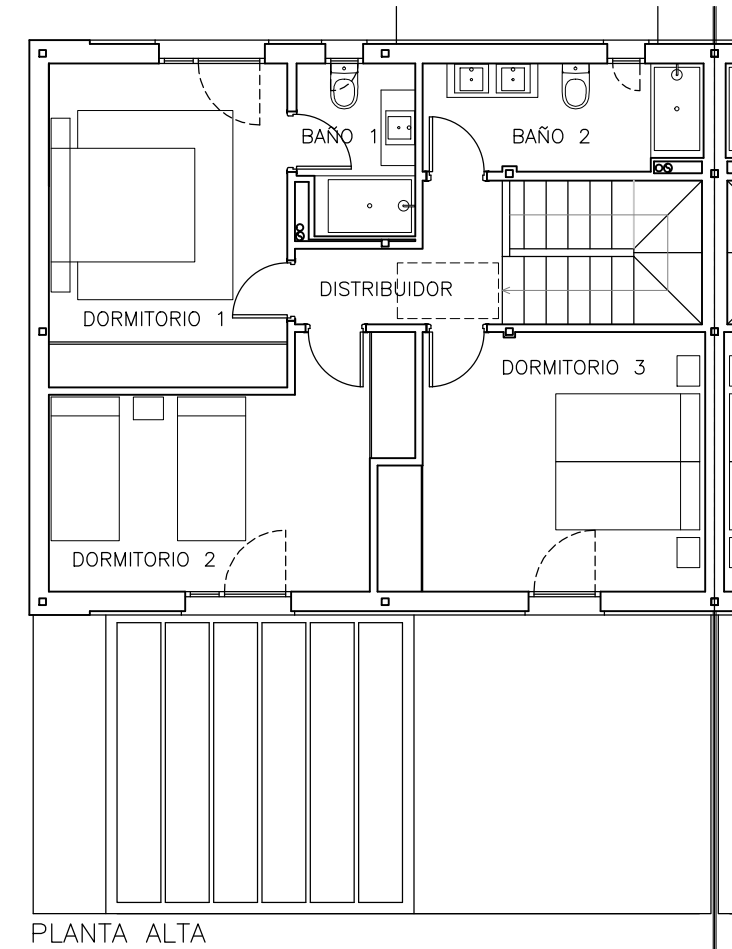 BAÑO 1
BAÑO 2
DISTRIBUIDOR
DORMITORIO 1
DORMITORIO 3
DORMITORIO 2
PLANTA ALTA